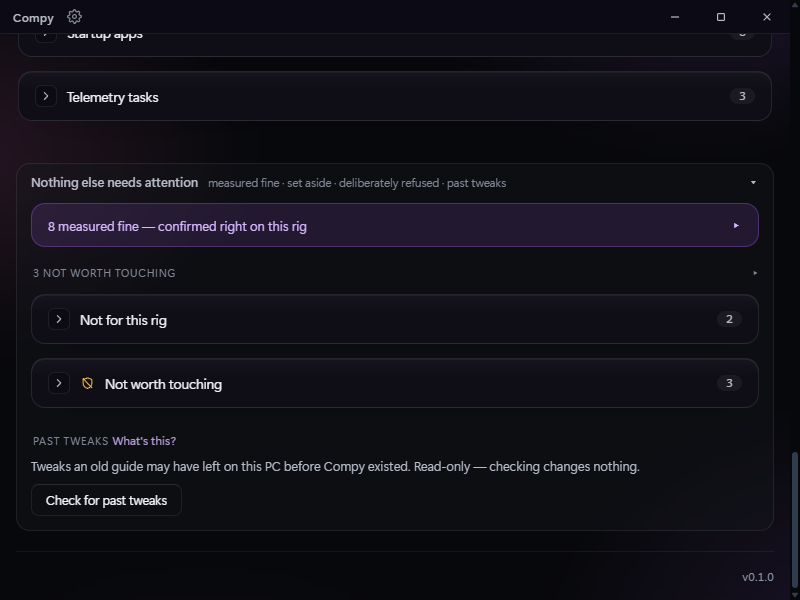 Compy
Startup apps
Telemetry tasks 3
Nothing else needs attention measured fine · set aside · deliberately refused · past tweaks
8 measured fine — confirmed right on this rig
3 NOT WORTH TOUCHING
Not for this rig 2
Not worth touching 3
PAST TWEAKS What's this?
Tweaks an old guide may have left on this PC before Compy existed. Read-only — checking changes nothing.
Check for past tweaks
v0.1.0